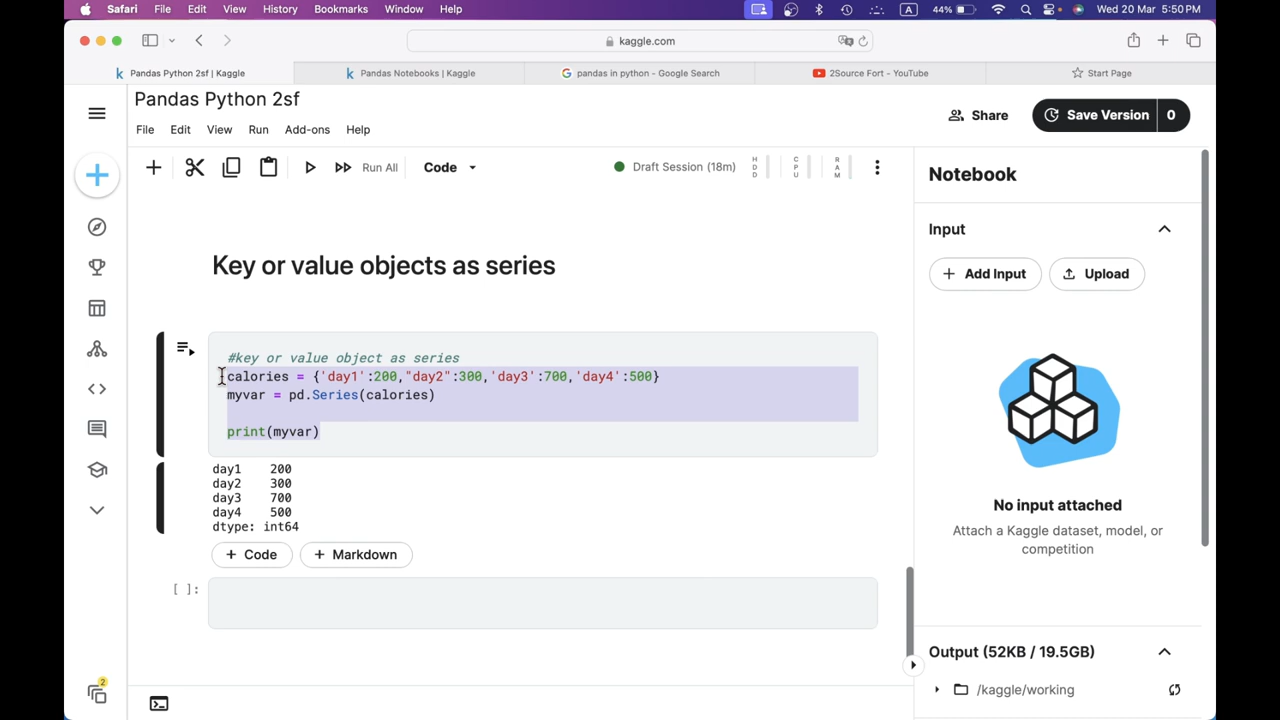 Safari File Edit View History Bookmarks Window Help A 44% Wed 20 Mar 5:50 PM
kaggle.com
Pandas Python 2sf | Kaggle Pandas Notebooks | Kaggle pandas in python - Google Search 2Source Fort - YouTube Start Page
Pandas Python 2sf
Share Save Version 0
File Edit View Run Add-ons Help
Run All Code Draft Session (18m) HDD CPU RAM
Notebook
Input
Add Input Upload
No input attached
Attach a Kaggle dataset, model, or
competition
Output (52KB / 19.5GB)
/kaggle/working
Key or value objects as series
#key or value object as series
calories = {'day1':200,"day2":300,'day3':700,'day4':500}
myvar = pd.Series(calories)
print(myvar)
day1 200
day2 300
day3 700
day4 500
dtype: int64
+ Code + Markdown
[ ]:
2